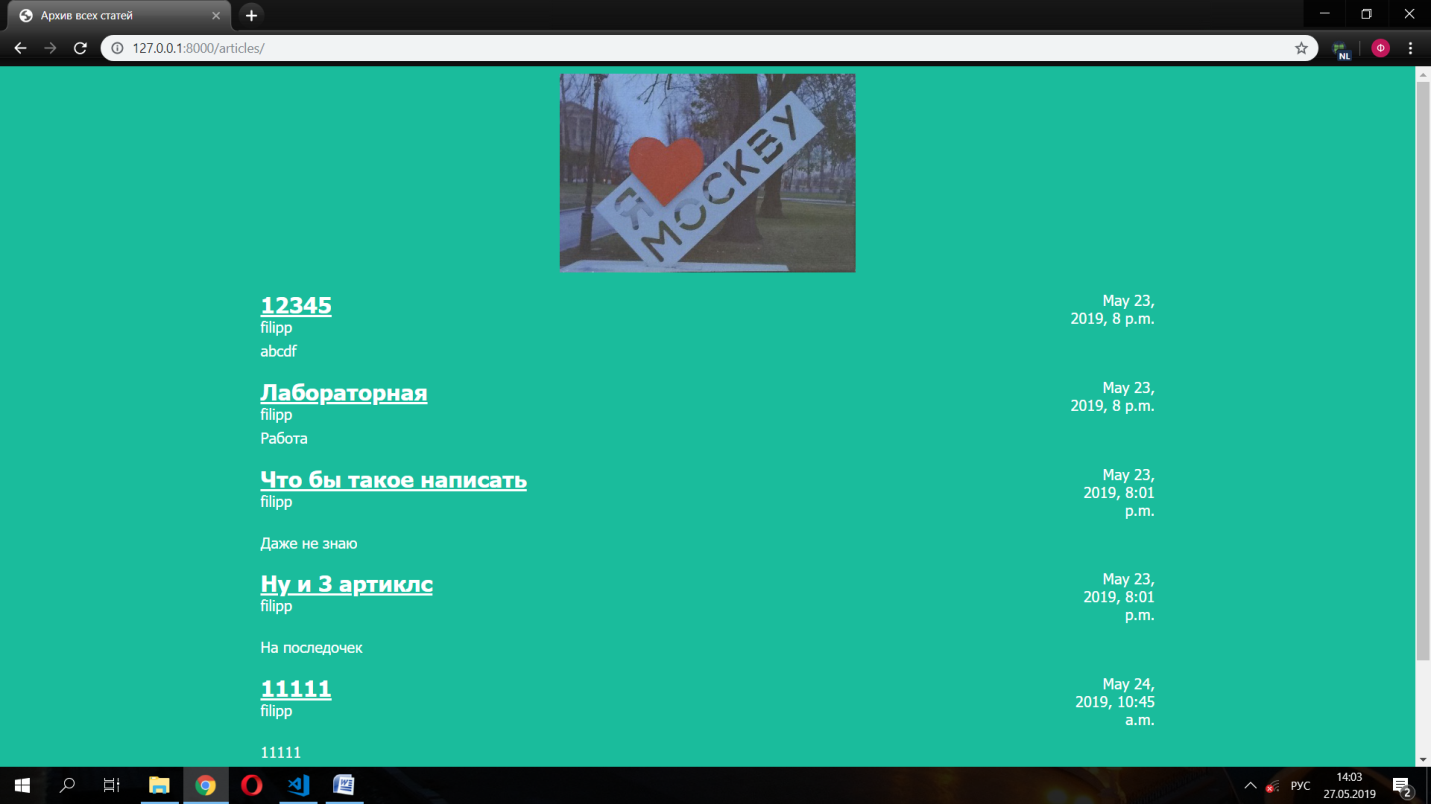 Архив всех статей
127.0.0.1:8000/articles/
NL
Ф
Я
МОСКВУ
12345
May 23,
filipp
2019, 8 p.m.
abcdf
Лабораторная
May 23,
filipp
2019, 8 p.m.
Работа
Что бы такое написать
May 23,
filipp
2019, 8:01
p.m.
Даже не знаю
Ну и 3 артиклс
May 23,
filipp
2019, 8:01
p.m.
На последочек
11111
May 24,
filipp
2019, 10:45
a.m.
11111
РУС
14:03
27.05.2019
2